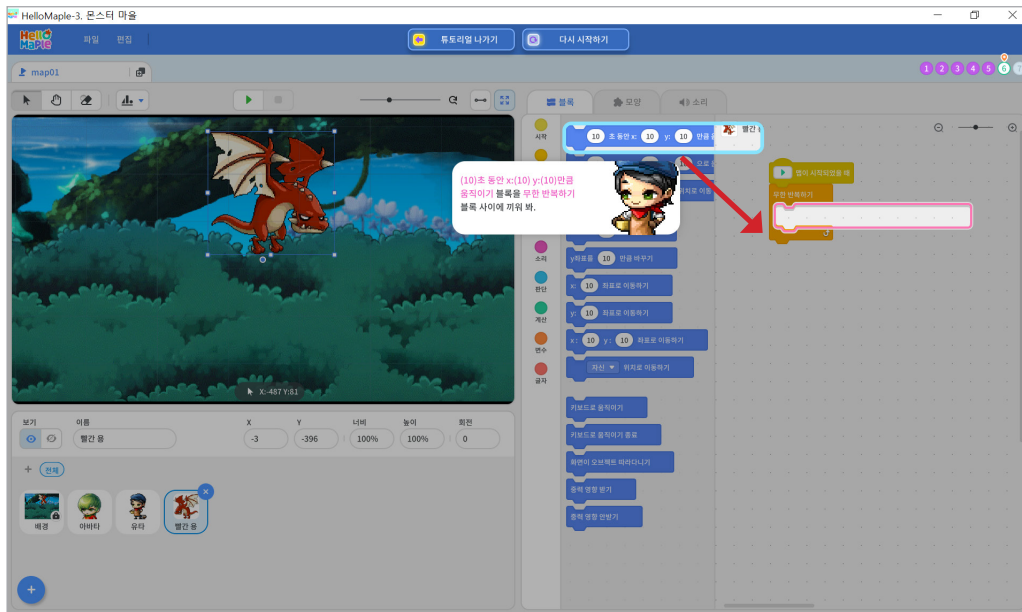 HelloMaple-3. 몬스터 마을
Hello Maple
파일 편집
튜토리얼 나가기
다시 시작하기
map01
1 2 3 4 5 6 7
블록 모양 소리
시작
10 초 동안 x: 10 y: 10 만큼
빨간
(10)초 동안 x:(10) y:(10)만큼
움직이기 블록을 무한 반복하기
블록 사이에 끼워 봐.
맵이 시작되었을 때
무한 반복하기
소리
판단
계산
변수
글자
y좌표를 10 만큼 바꾸기
x: 10 좌표로 이동하기
y: 10 좌표로 이동하기
x: 10 y: 10 좌표로 이동하기
자신 위치로 이동하기
키보드로 움직이기
키보드로 움직이기 종료
화면이 오브젝트 따라다니기
중력 영향 받기
중력 영향 안받기
X:-487 Y:81
보기 이름 X Y 너비 높이 회전
빨간 용 -3 -396 100% 100% 0
전체
배경 아바타 유타 빨간 용